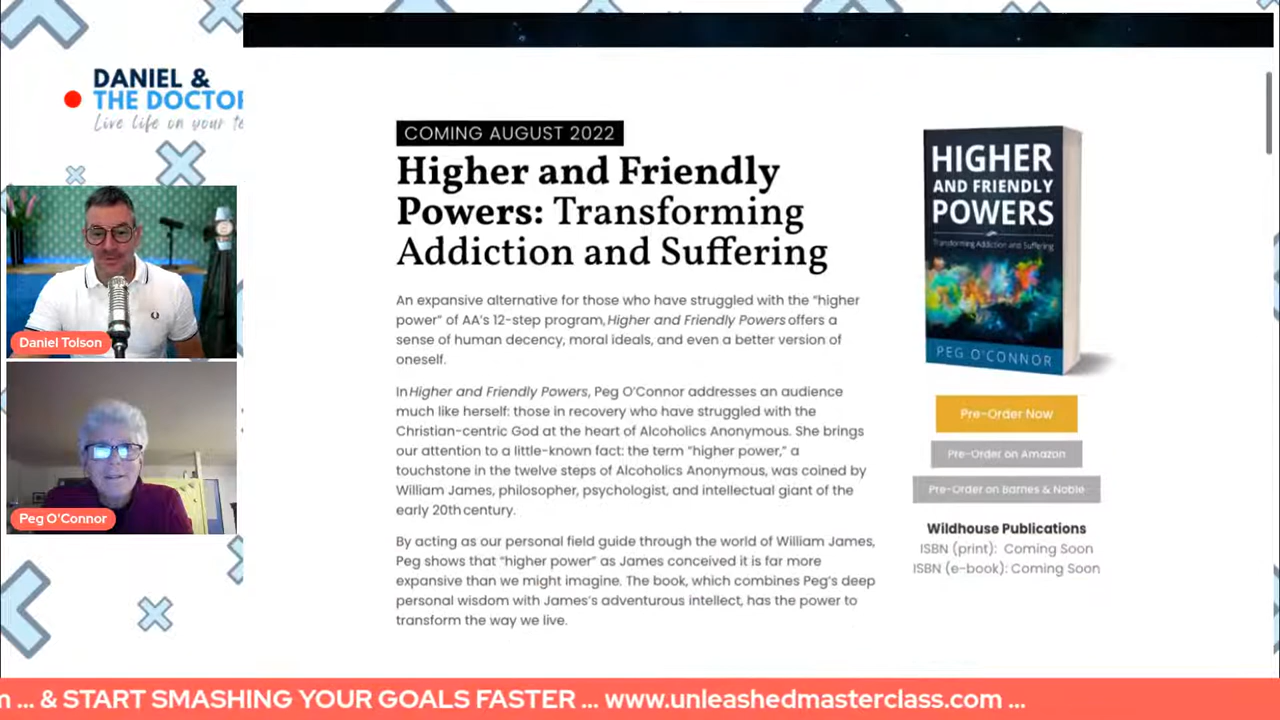 DANIEL &
THE DOCTOR
Live life on your te
Daniel Tolson
Peg O'Connor
COMING AUGUST 2022
Higher and Friendly
Powers: Transforming
Addiction and Suffering
An expansive alternative for those who have struggled with the “higher
power” of AA’s 12-step program, Higher and Friendly Powers offers a
sense of human decency, moral ideals, and even a better version of
oneself.
In Higher and Friendly Powers, Peg O’Connor addresses an audience
much like herself: those in recovery who have struggled with the
Christian-centric God at the heart of Alcoholics Anonymous. She brings
our attention to a little-known fact: the term “higher power,” a
touchstone in the twelve steps of Alcoholics Anonymous, was coined by
William James, philosopher, psychologist, and intellectual giant of the
early 20th century.
By acting as our personal field guide through the world of William James,
Peg shows that “higher power” as James conceived it is far more
expansive than we might imagine. The book, which combines Peg’s deep
personal wisdom with James’s adventurous intellect, has the power to
transform the way we live.
HIGHER
AND FRIENDLY
POWERS
Transforming Addiction and Suffering
PEG O'CONNOR
Pre-Order Now
Pre-Order on Amazon
Pre-Order on Barnes & Noble
Wildhouse Publications
ISBN (print): Coming Soon
ISBN (e-book): Coming Soon
... & START SMASHING YOUR GOALS FASTER ... www.unleashedmasterclass.com ...